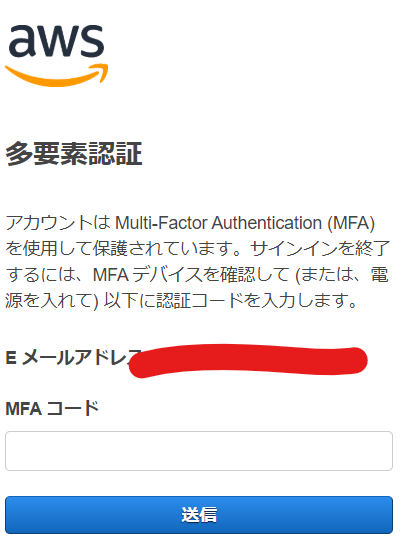 aws
多要素認証
アカウントは Multi-Factor Authentication (MFA)
を使用して保護されています。サインインを終了
するには、MFA デバイスを確認して (または、電
源を入れて) 以下に認証コードを入力します。
E メールアドレス
MFA コード
送信